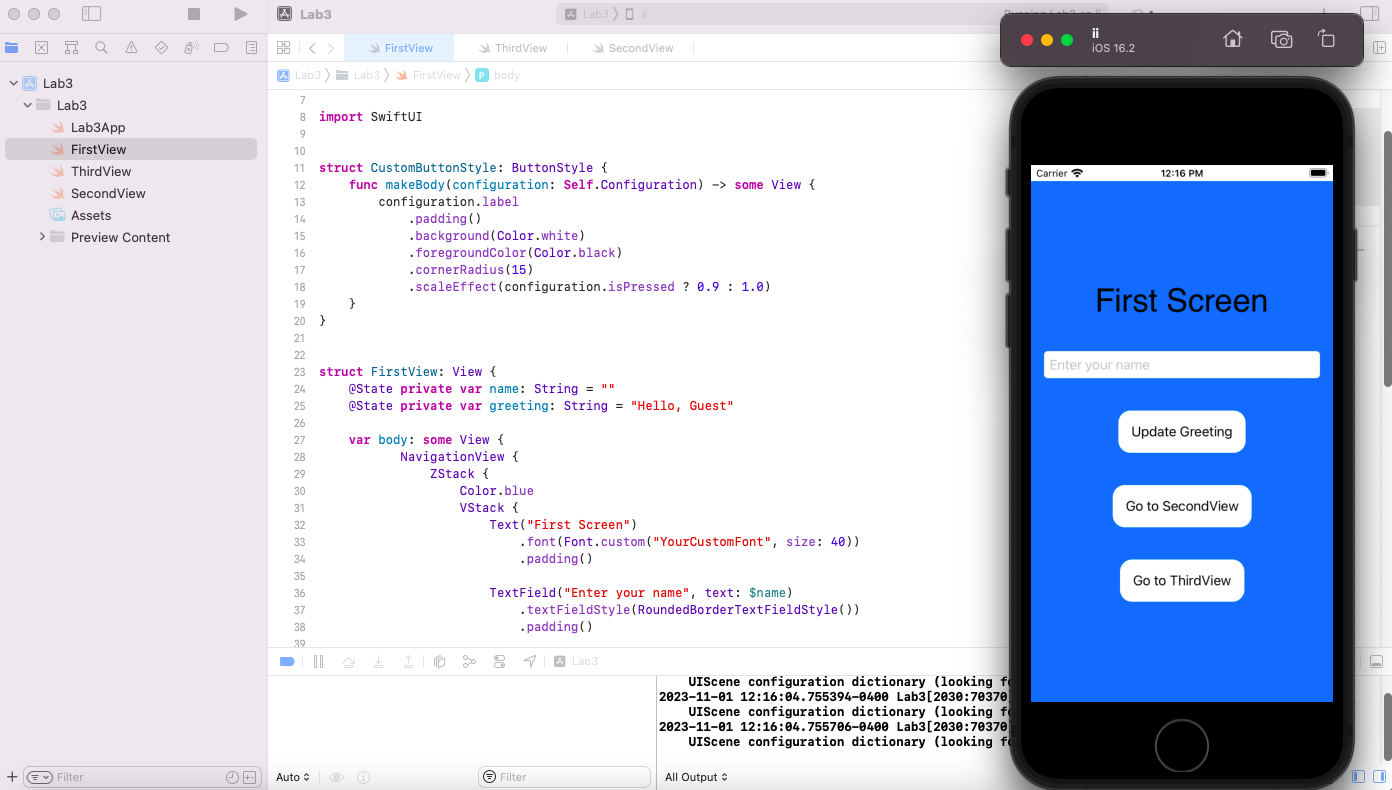 Lab3
Lab3 〉 ii
Running Lab3 on ii
FirstView
ThirdView
SecondView
Lab3 〉 Lab3 〉 FirstView 〉 P body
Lab3
Lab3
Lab3App
FirstView
ThirdView
SecondView
Assets
Preview Content
Filter
7
8 import SwiftUI
9
10
11 struct CustomButtonStyle: ButtonStyle {
12 func makeBody(configuration: Self.Configuration) -> some View {
13 configuration.label
14 .padding()
15 .background(Color.white)
16 .foregroundColor(Color.black)
17 .cornerRadius(15)
18 .scaleEffect(configuration.isPressed ? 0.9 : 1.0)
19 }
20 }
21
22
23 struct FirstView: View {
24 @State private var name: String = ""
25 @State private var greeting: String = "Hello, Guest"
26
27 var body: some View {
28 NavigationView {
29 ZStack {
30 Color.blue
31 VStack {
32 Text("First Screen")
33 .font(Font.custom("YourCustomFont", size: 40))
34 .padding()
35
36 TextField("Enter your name", text: $name)
37 .textFieldStyle(RoundedBorderTextFieldStyle())
38 .padding()
39
Lab3
UIScene configuration dictionary (looking fo
2023-11-01 12:16:04.755394-0400 Lab3[2030:70370]
UIScene configuration dictionary (looking fo
2023-11-01 12:16:04.755706-0400 Lab3[2030:70370]
UIScene configuration dictionary (looking fo
Auto
Filter
All Output
ii
iOS 16.2
Carrier
12:16 PM
First Screen
Enter your name
Update Greeting
Go to SecondView
Go to ThirdView